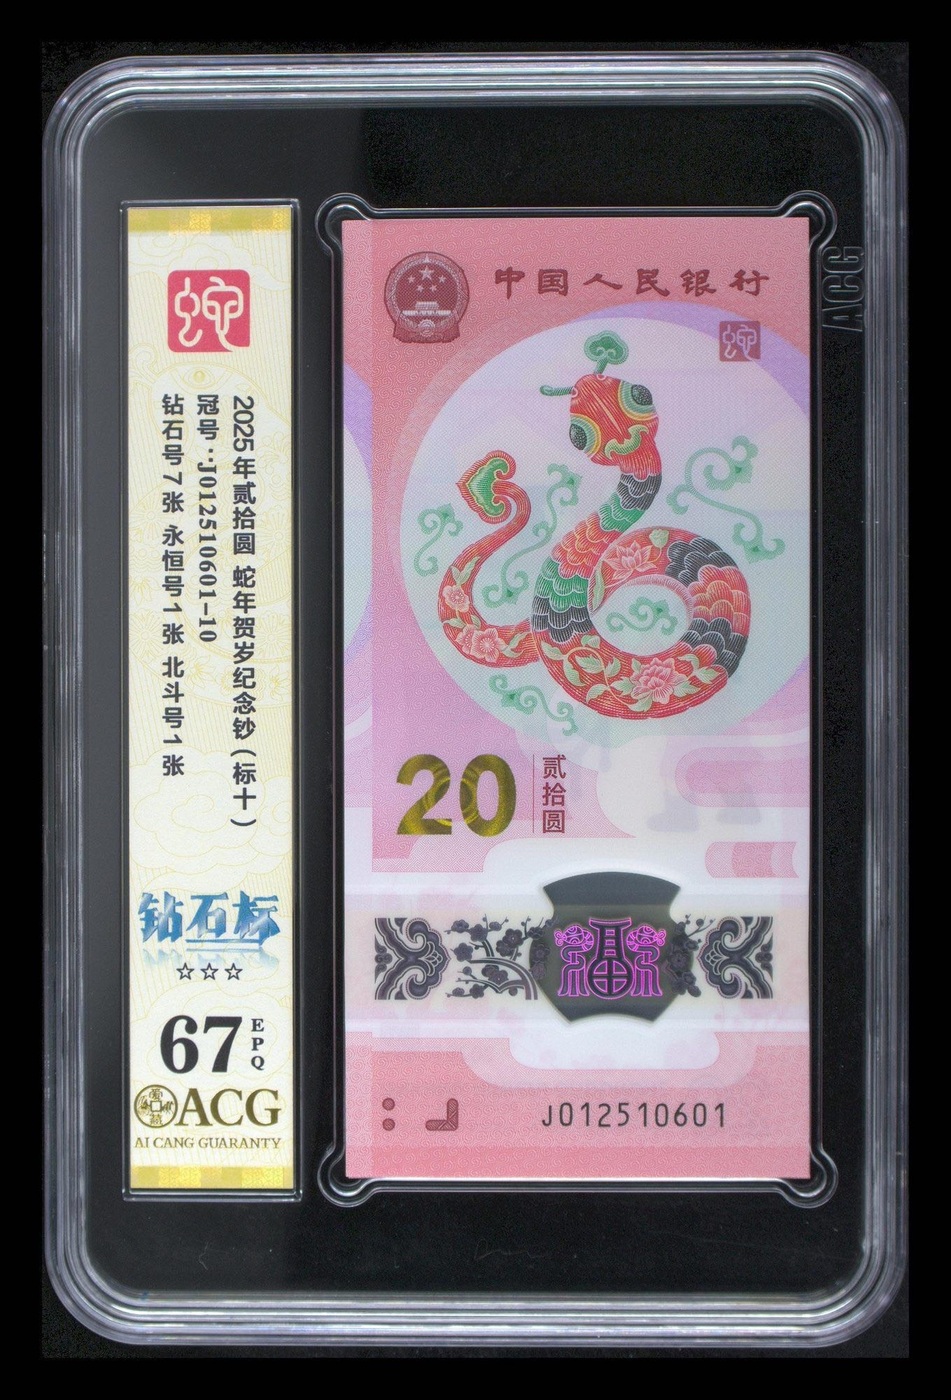 蛇
2025年贰拾圆 蛇年贺岁纪念钞（标十）
冠号：J012510601-10
钻石号7张 永恒号1张 北斗号1张
钻石标
☆☆☆
67
EPQ
ACG
AI CANG GUARANTY
中国人民银行
蛇
20
贰拾圆
福
J012510601
ACG